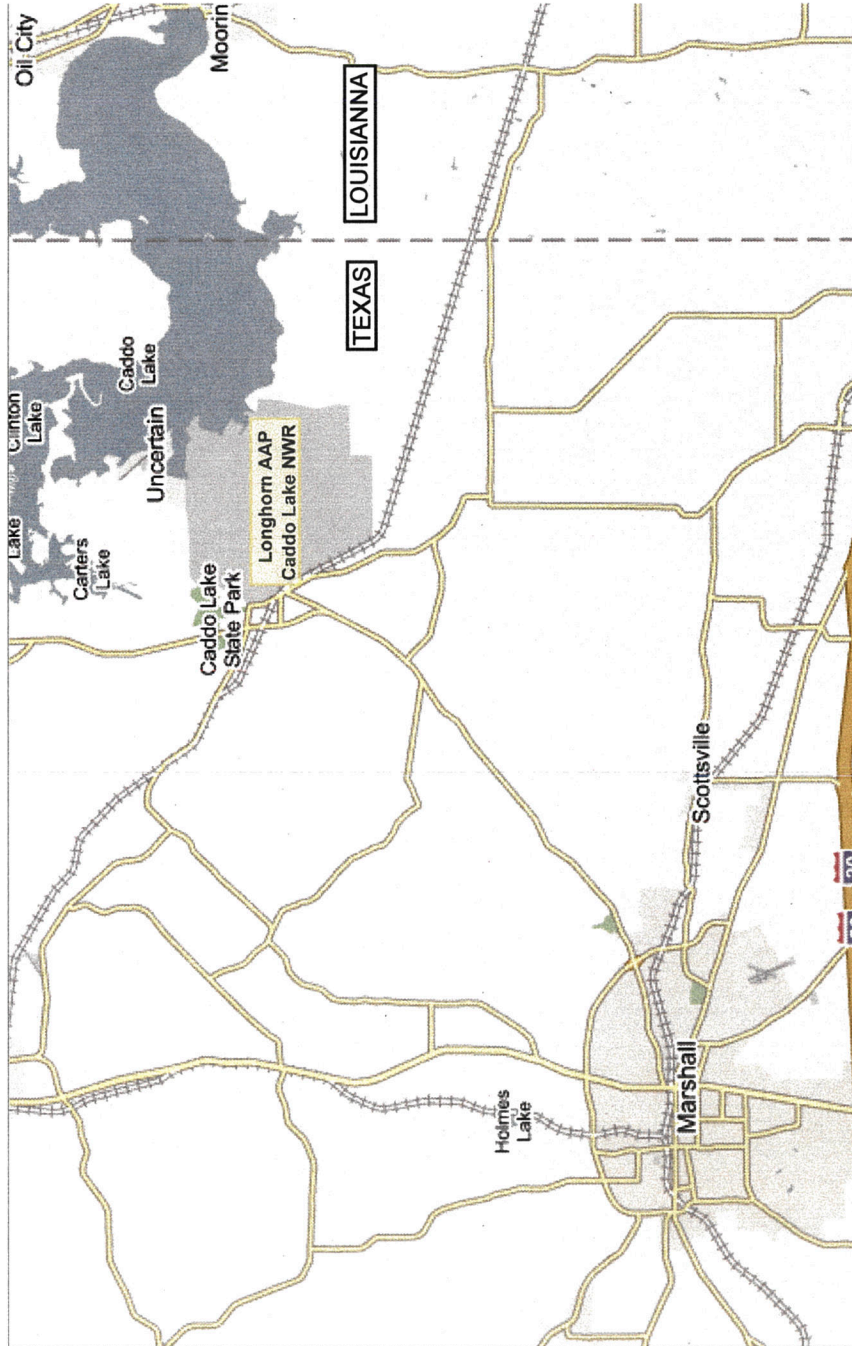 Oil City
Moorin
LOUISIANNA
TEXAS
Clinton
Lake
Caddo
Lake
Uncertain
Lake
Carters
Lake
Longhorn AAP
Caddo Lake NWR
Caddo Lake
State Park
Scottsville
Holmes
Lake
Marshall
20